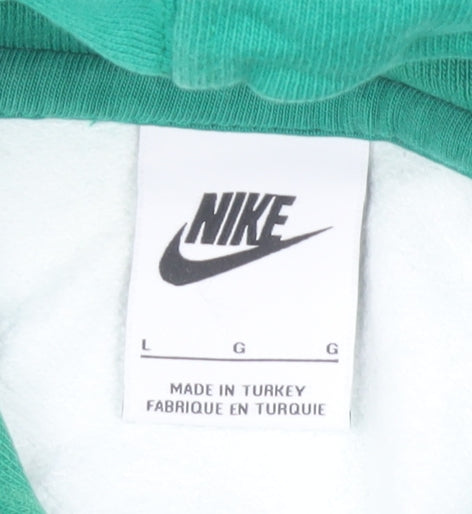 NIKE
L G G
MADE IN TURKEY
FABRIQUE EN TURQUIE